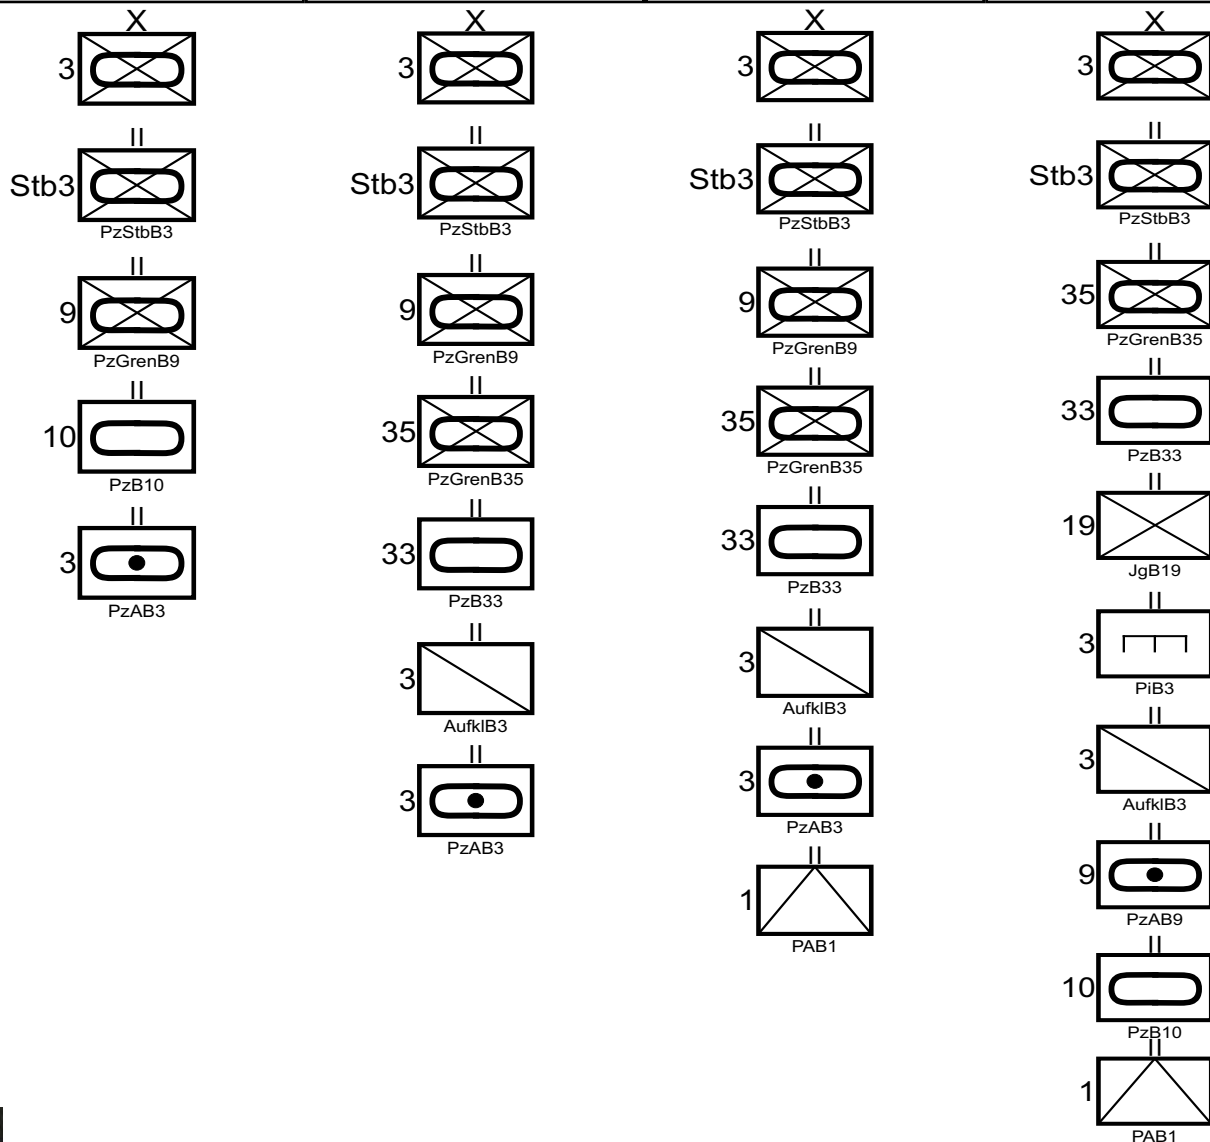 X
3
II
Stb3
PzStbB3
II
9
PzGrenB9
II
10
PzB10
II
3
PzAB3
X
3
II
Stb3
PzStbB3
II
9
PzGrenB9
II
35
PzGrenB35
II
33
PzB33
II
3
AufklB3
II
3
PzAB3
X
3
II
Stb3
PzStbB3
II
9
PzGrenB9
II
35
PzGrenB35
II
33
PzB33
II
3
AufklB3
II
3
PzAB3
II
1
PAB1
X
3
II
Stb3
PzStbB3
II
35
PzGrenB35
II
33
PzB33
II
19
JgB19
II
3
PiB3
II
3
AufklB3
II
9
PzAB9
II
10
PzB10
II
1
PAB1